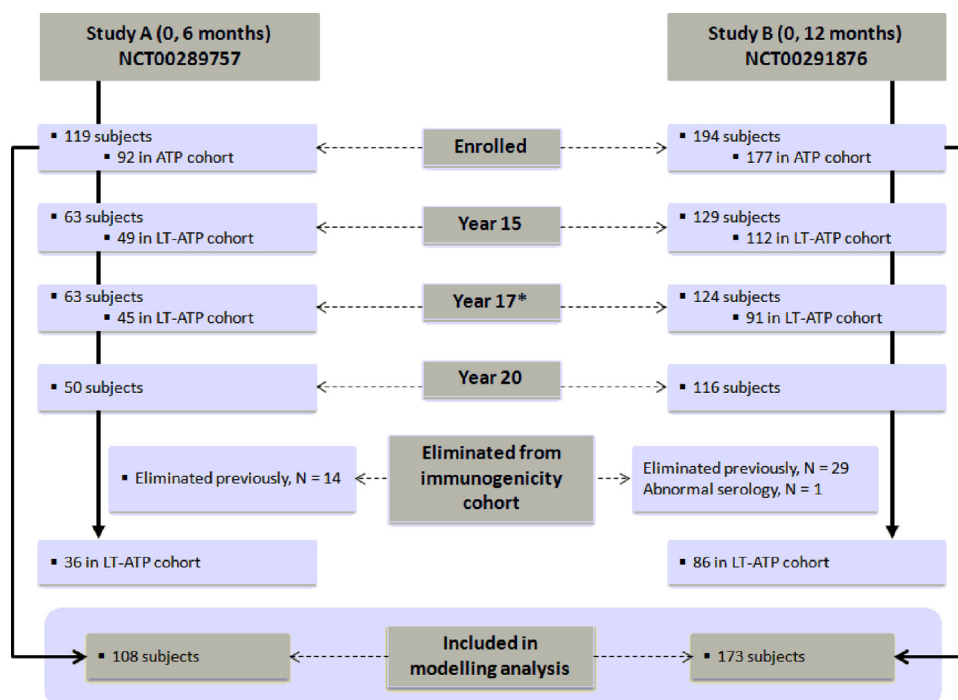 Study A (0, 6 months)
NCT00289757
Study B (0, 12 months)
NCT00291876
▪ 119 subjects
▪ 92 in ATP cohort
Enrolled
▪ 194 subjects
▪ 177 in ATP cohort
▪ 63 subjects
▪ 49 in LT-ATP cohort
Year 15
▪ 129 subjects
▪ 112 in LT-ATP cohort
▪ 63 subjects
▪ 45 in LT-ATP cohort
Year 17*
▪ 124 subjects
▪ 91 in LT-ATP cohort
▪ 50 subjects
Year 20
▪ 116 subjects
▪ Eliminated previously, N = 14
Eliminated from
immunogenicity
cohort
Eliminated previously, N = 29
Abnormal serology, N = 1
▪ 36 in LT-ATP cohort
▪ 86 in LT-ATP cohort
▪ 108 subjects
Included in
modelling analysis
▪ 173 subjects